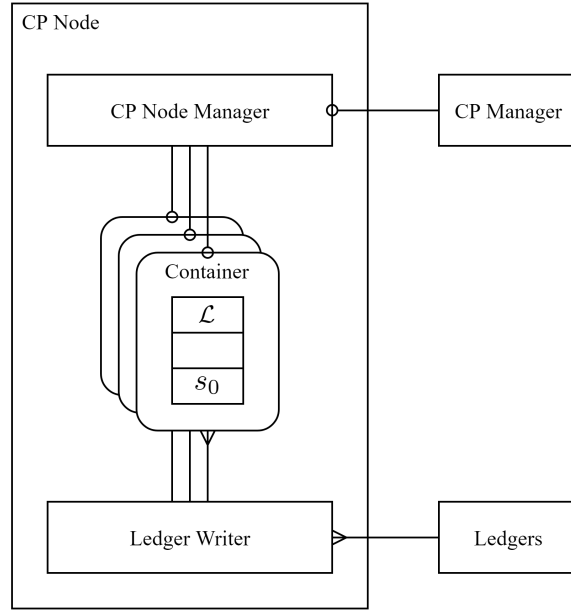 CP Node
CP Node Manager
CP Manager
Container
ℒ
s₀
Ledger Writer
Ledgers